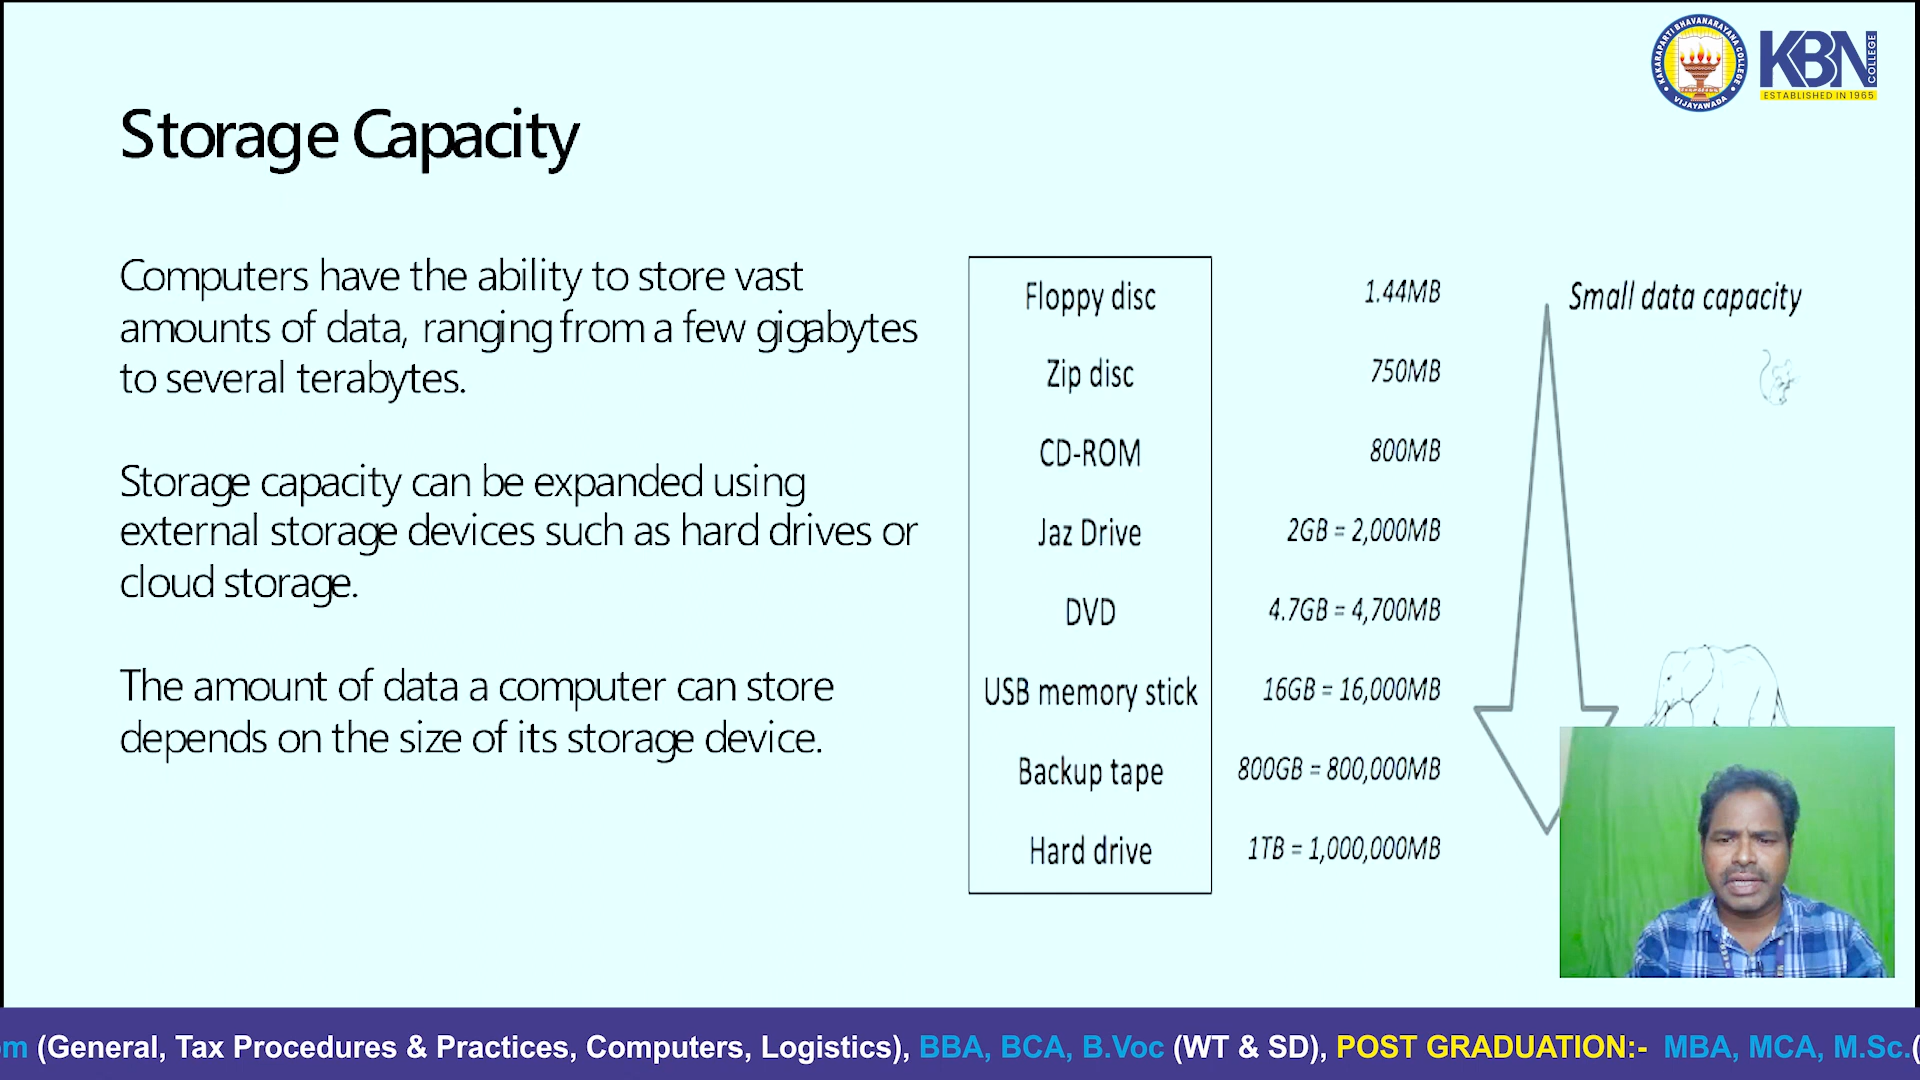 KAKARAPARTI BHAVANARAYANA COLLEGE
VIJAYAWADA
KBN
COLLEGE
ESTABLISHED IN 1965
Storage Capacity
Computers have the ability to store vast
amounts of data, ranging from a few gigabytes
to several terabytes.
Storage capacity can be expanded using
external storage devices such as hard drives or
cloud storage.
The amount of data a computer can store
depends on the size of its storage device.
Floppy disc 1.44MB Small data capacity
Zip disc 750MB
CD-ROM 800MB
Jaz Drive 2GB = 2,000MB
DVD 4.7GB = 4,700MB
USB memory stick 16GB = 16,000MB
Backup tape 800GB = 800,000MB
Hard drive 1TB = 1,000,000MB
om (General, Tax Procedures & Practices, Computers, Logistics), BBA, BCA, B.Voc (WT & SD), POST GRADUATION:- MBA, MCA, M.Sc.(